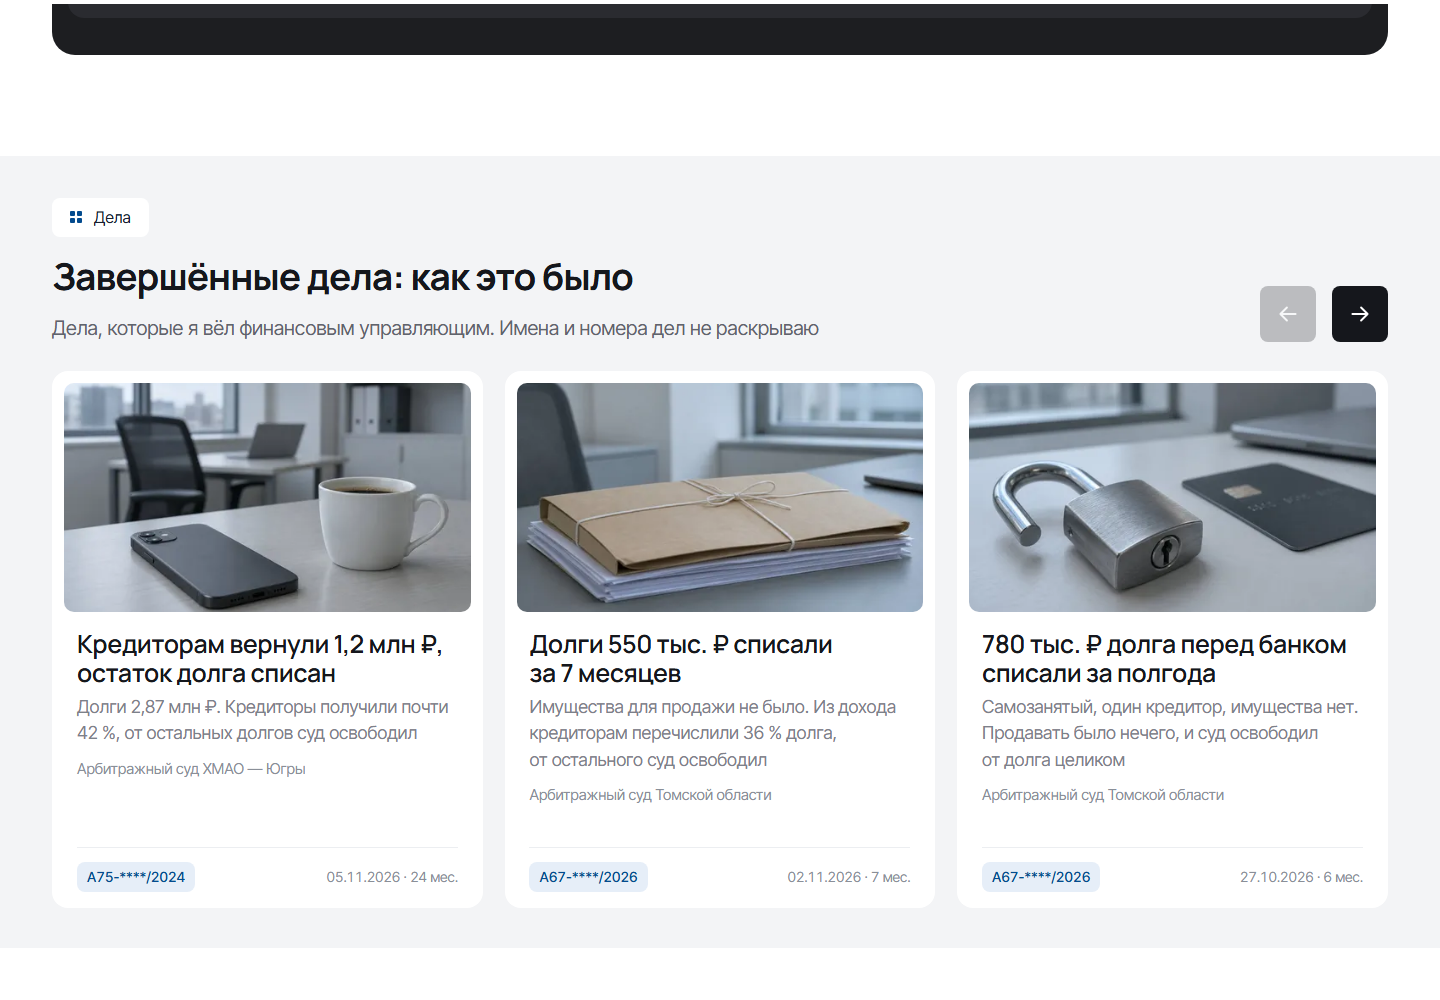 Дела
Завершённые дела: как это было
Дела, которые я вёл финансовым управляющим. Имена и номера дел не раскрываю
Кредиторам вернули 1,2 млн ₽,
остаток долга списан
Долги 2,87 млн ₽. Кредиторы получили почти
42 %, от остальных долгов суд освободил
Арбитражный суд ХМАО — Югры
А75-****/2024
05.11.2026 · 24 мес.
Долги 550 тыс. ₽ списали
за 7 месяцев
Имущества для продажи не было. Из дохода
кредиторам перечислили 36 % долга,
от остального суд освободил
Арбитражный суд Томской области
А67-****/2026
02.11.2026 · 7 мес.
780 тыс. ₽ долга перед банком
списали за полгода
Самозанятый, один кредитор, имущества нет.
Продавать было нечего, и суд освободил
от долга целиком
Арбитражный суд Томской области
А67-****/2026
27.10.2026 · 6 мес.